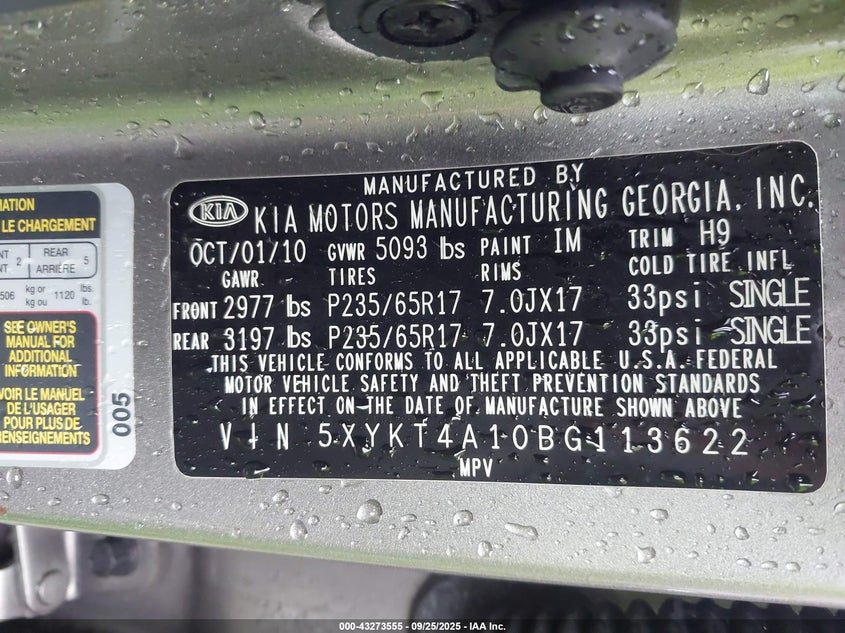 MATION
LE CHARGEMENT
NT 2 REAR 5
NT ARRIÈRE
506 kg or 1120 lbs.
kg ou lb.
SEE OWNER'S
MANUAL FOR
ADDITIONAL
INFORMATION
VOIR LE MANUEL
DE L'USAGER
POUR PLUS DE
RENSEIGNEMENTS
005
MANUFACTURED BY
KIA KIA MOTORS MANUFACTURING GEORGIA, INC.
OCT/01/10 GVWR 5093 lbs PAINT IM TRIM H9
GAWR TIRES RIMS COLD TIRE INFL
FRONT 2977 lbs P235/65R17 7.0JX17 33psi SINGLE
REAR 3197 lbs P235/65R17 7.0JX17 33psi SINGLE
THIS VEHICLE CONFORMS TO ALL APPLICABLE U.S.A. FEDERAL
MOTOR VEHICLE SAFETY AND THEFT PREVENTION STANDARDS
IN EFFECT ON THE DATE OF MANUFACTURE SHOWN ABOVE
VIN 5XYKT4A10BG113622
MPV
000-43273555 - 09/25/2025 - IAA Inc.